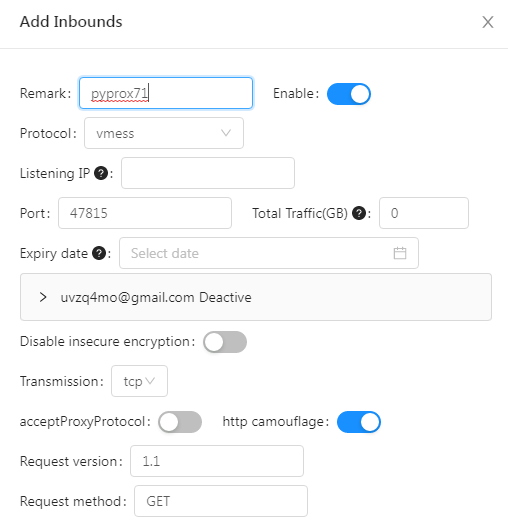 Add Inbounds
Remark: pyprox71 Enable:
Protocol: vmess
Listening IP ?:
Port: 47815 Total Traffic(GB) ?: 0
Expiry date ?: Select date
uvzq4mo@gmail.com Deactive
Disable insecure encryption:
Transmission: tcp
acceptProxyProtocol: http camouflage:
Request version: 1.1
Request method: GET